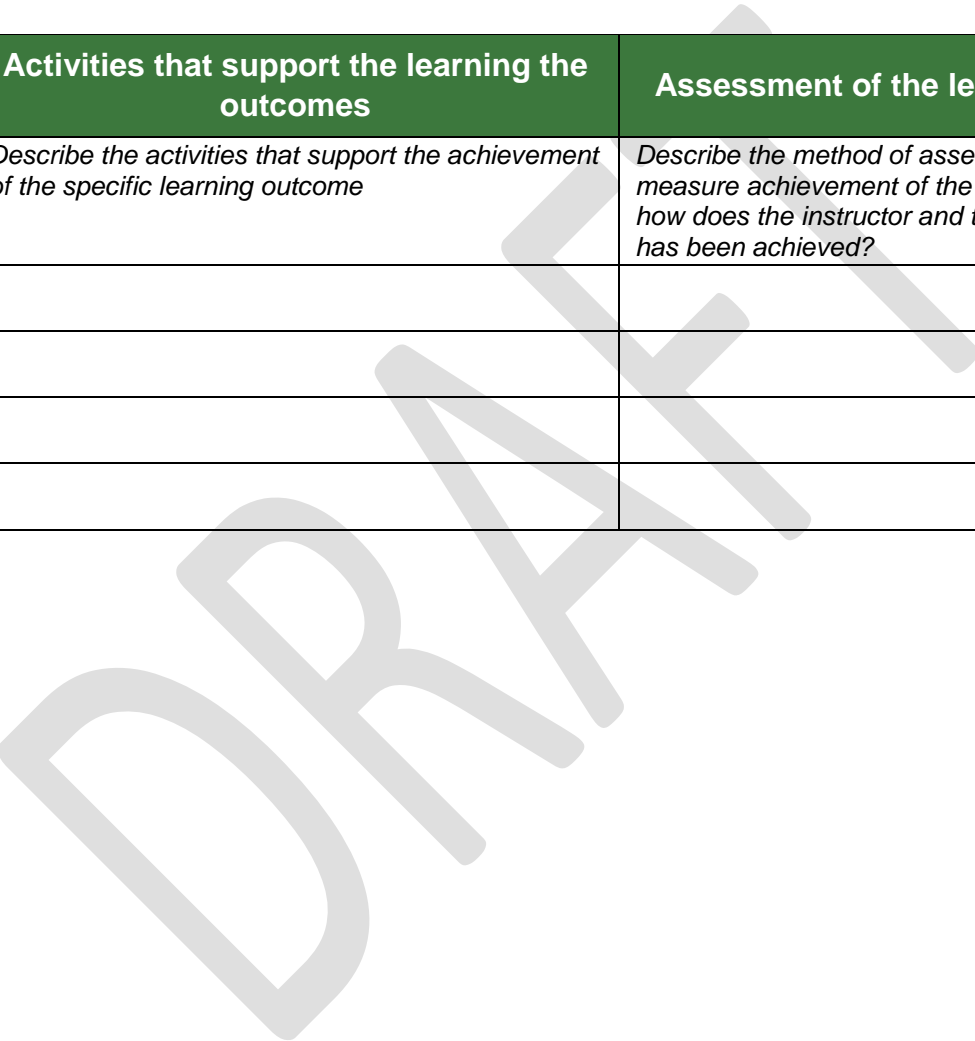 Activities that support the learning the
outcomes
Assessment of the
Describe the activities that support the achievement
of the specific learning outcome
Describe the method of
measure achievement of the
how does the instructor and
has been achieved?
DRAFT